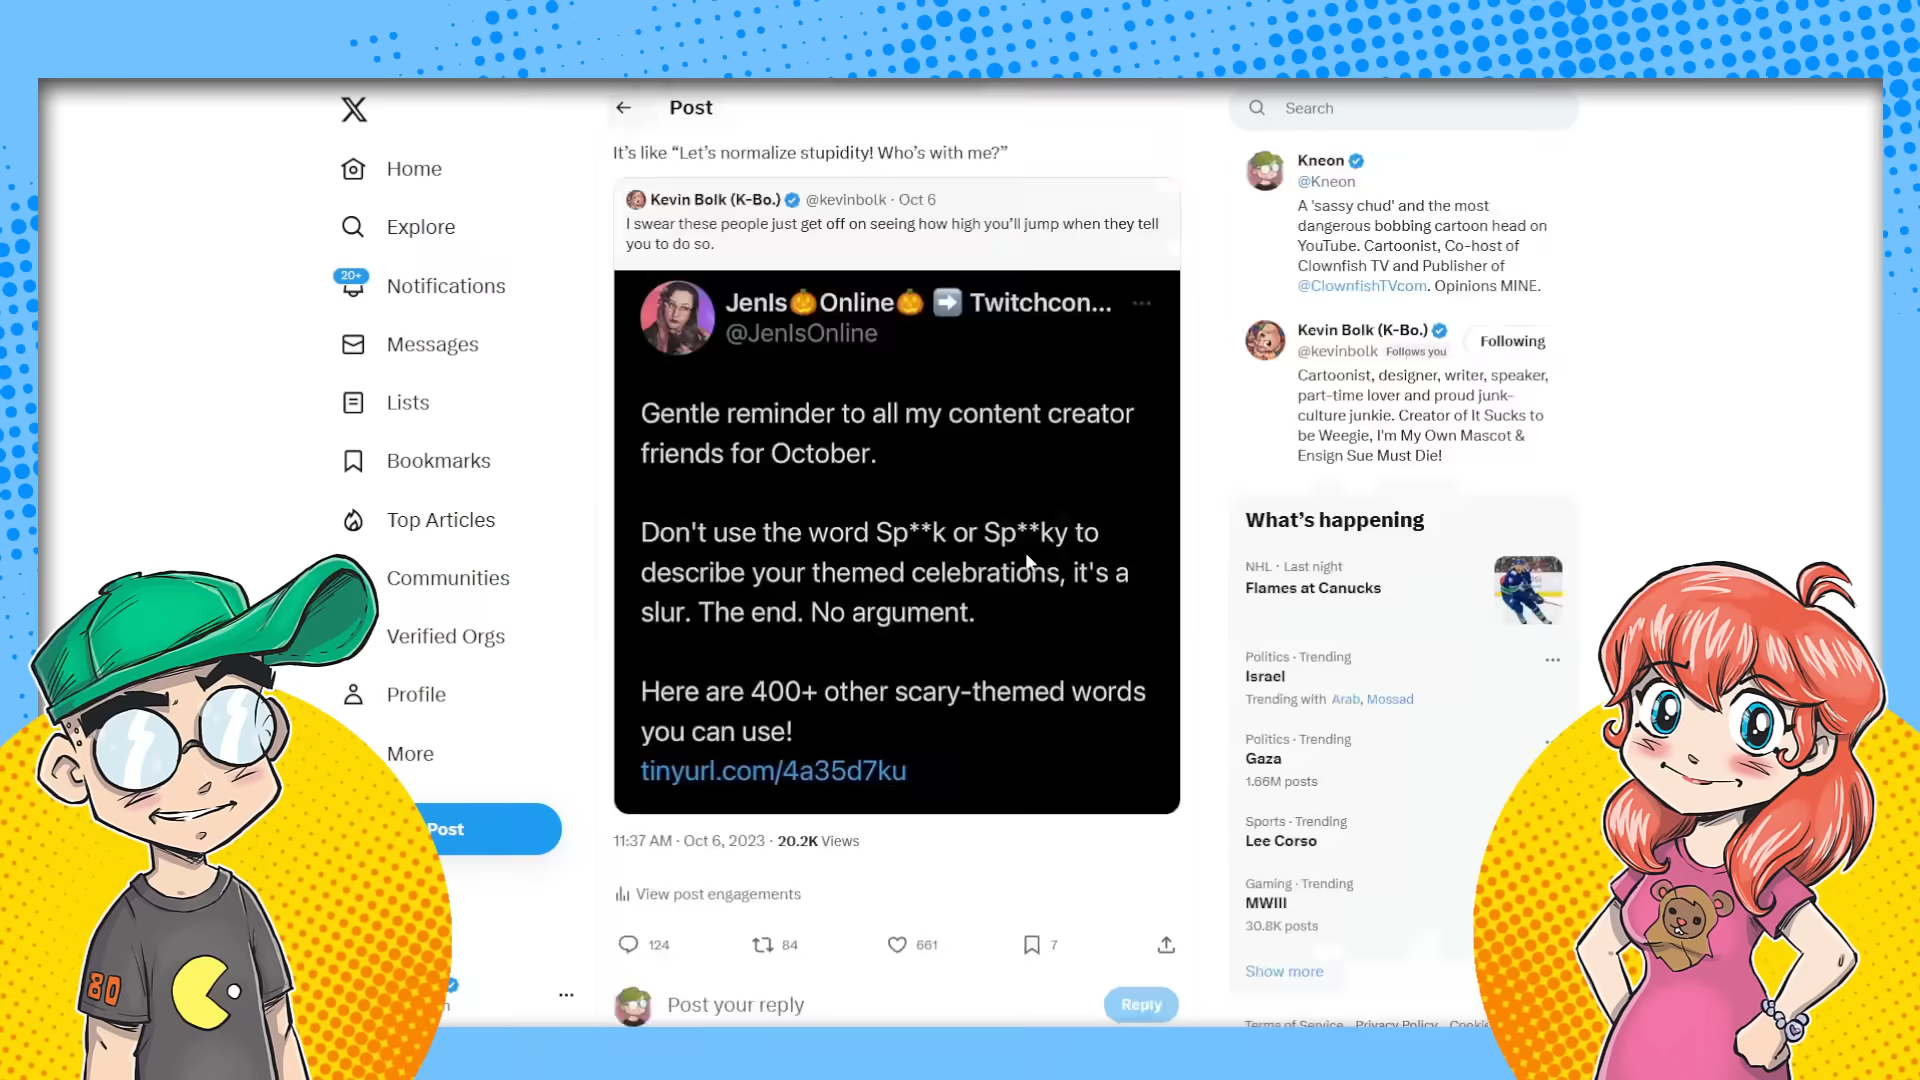 Home
Explore
20+
Notifications
Messages
Lists
Bookmarks
Top Articles
Communities
Verified Orgs
Profile
More
Post
Post
It's like “Let's normalize stupidity! Who's with me?”
Kevin Bolk (K-Bo.) @kevinbolk · Oct 6
I swear these people just get off on seeing how high you'll jump when they tell
you to do so.
JenIs🎃Online🎃 ➡️ Twitchcon...
@JenIsOnline
Gentle reminder to all my content creator
friends for October.
Don't use the word Sp**k or Sp**ky to
describe your themed celebrations, it's a
slur. The end. No argument.
Here are 400+ other scary-themed words
you can use!
tinyurl.com/4a35d7ku
11:37 AM · Oct 6, 2023 · 20.2K Views
View post engagements
124 84 661 7
Post your reply
Reply
Search
Kneon
@Kneon
A 'sassy chud' and the most
dangerous bobbing cartoon head on
YouTube. Cartoonist, Co-host of
Clownfish TV and Publisher of
@ClownfishTVcom. Opinions MINE.
Kevin Bolk (K-Bo.)
@kevinbolk Follows you
Following
Cartoonist, designer, writer, speaker,
part-time lover and proud junk-
culture junkie. Creator of It Sucks to
be Weegie, I'm My Own Mascot &
Ensign Sue Must Die!
What's happening
NHL · Last night
Flames at Canucks
Politics · Trending
Israel
Trending with Arab, Mossad
Politics · Trending
Gaza
1.66M posts
Sports · Trending
Lee Corso
Gaming · Trending
MWIII
30.8K posts
Show more
Terms of Service Privacy Policy
80